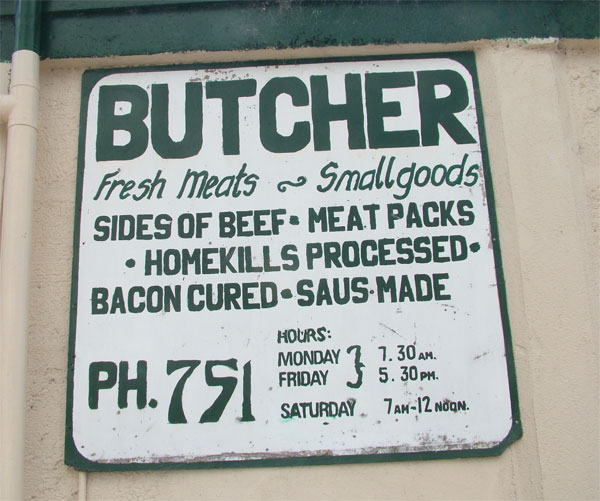 BUTCHER
Fresh Meats ~ Smallgoods
SIDES OF BEEF • MEAT PACKS
• HOMEKILLS PROCESSED •
BACON CURED • SAUS • MADE
PH. 751
HOURS:
MONDAY } 7.30 AM.
FRIDAY } 5.30 PM.
SATURDAY 7AM-12 NOON.